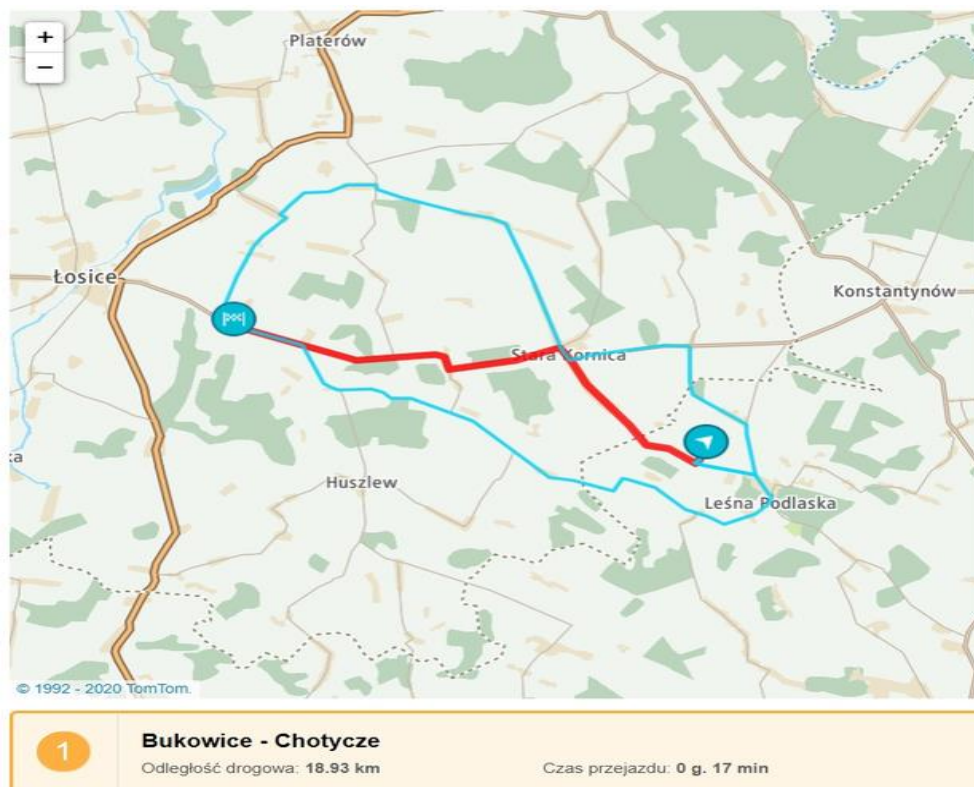 +
−
Platerów
Łosice
Konstantynów
Stara Kornica
ka
Huszlew
Leśna Podlaska
© 1992 - 2020 TomTom.
1
Bukowice - Chotycze
Odległość drogowa: 18.93 km
Czas przejazdu: 0 g. 17 min